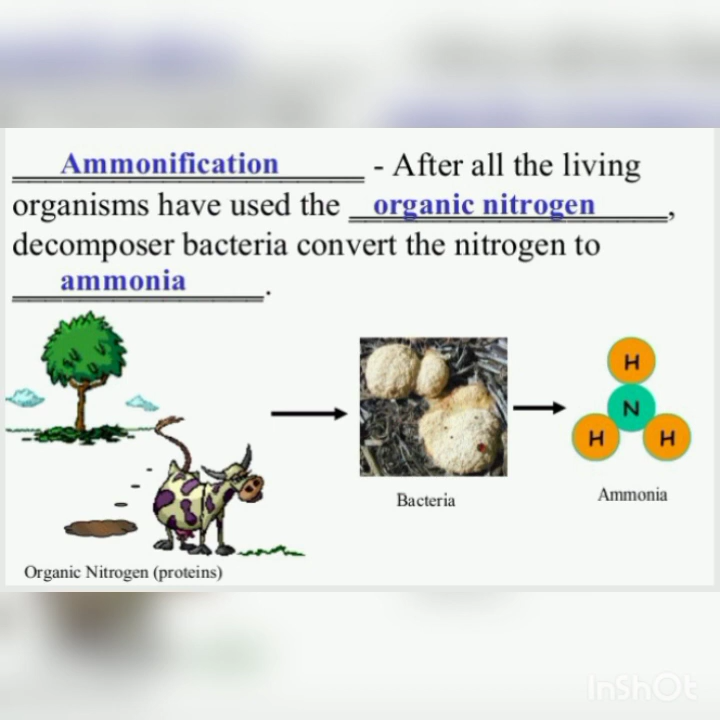 Ammonification - After all the living
organisms have used the organic nitrogen,
decomposer bacteria convert the nitrogen to
ammonia.
H
N
H H
Bacteria Ammonia
Organic Nitrogen (proteins)
InShOt